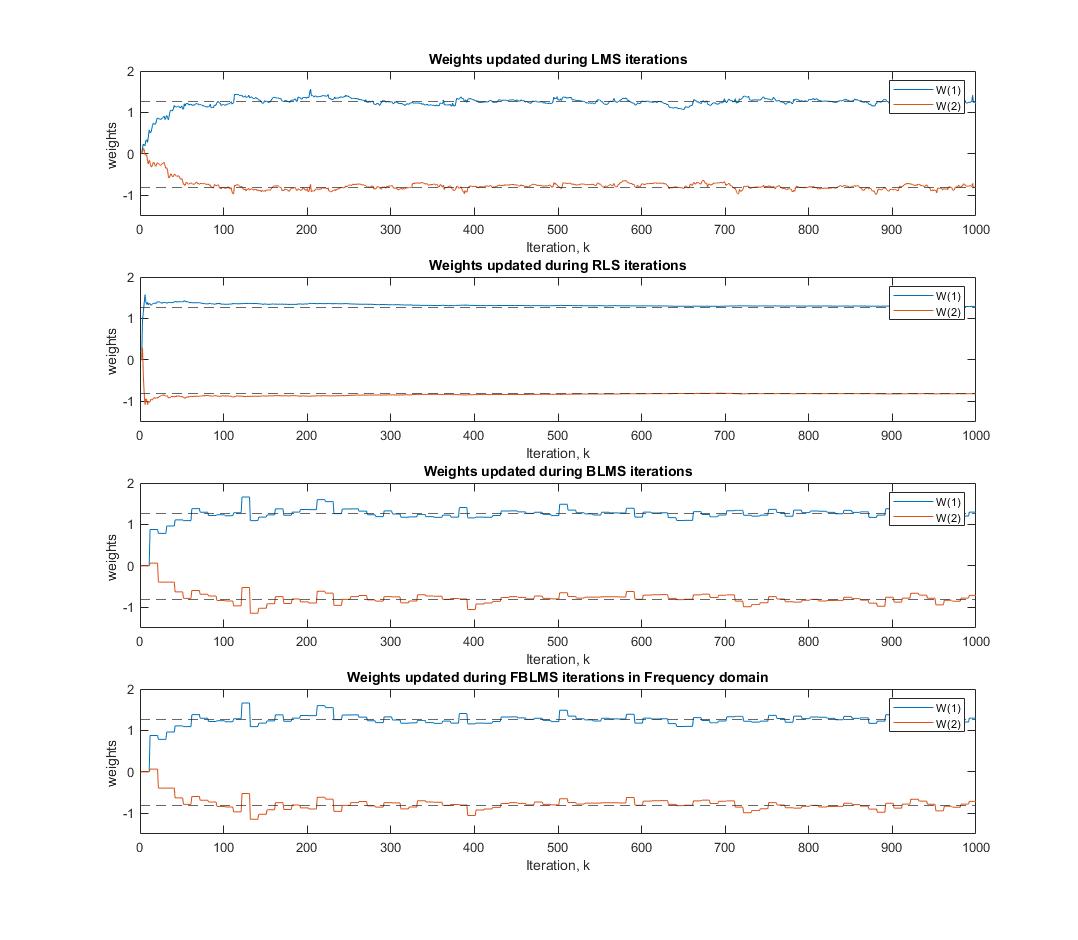 Weights updated during LMS iterations
2
1
0
-1
weights
W(1)
W(2)
0 100 200 300 400 500 600 700 800 900 1000
Iteration, k
Weights updated during RLS iterations
2
1
0
-1
weights
W(1)
W(2)
0 100 200 300 400 500 600 700 800 900 1000
Iteration, k
Weights updated during BLMS iterations
2
1
0
-1
weights
W(1)
W(2)
0 100 200 300 400 500 600 700 800 900 1000
Iteration, k
Weights updated during FBLMS iterations in Frequency domain
2
1
0
-1
weights
W(1)
W(2)
0 100 200 300 400 500 600 700 800 900 1000
Iteration, k